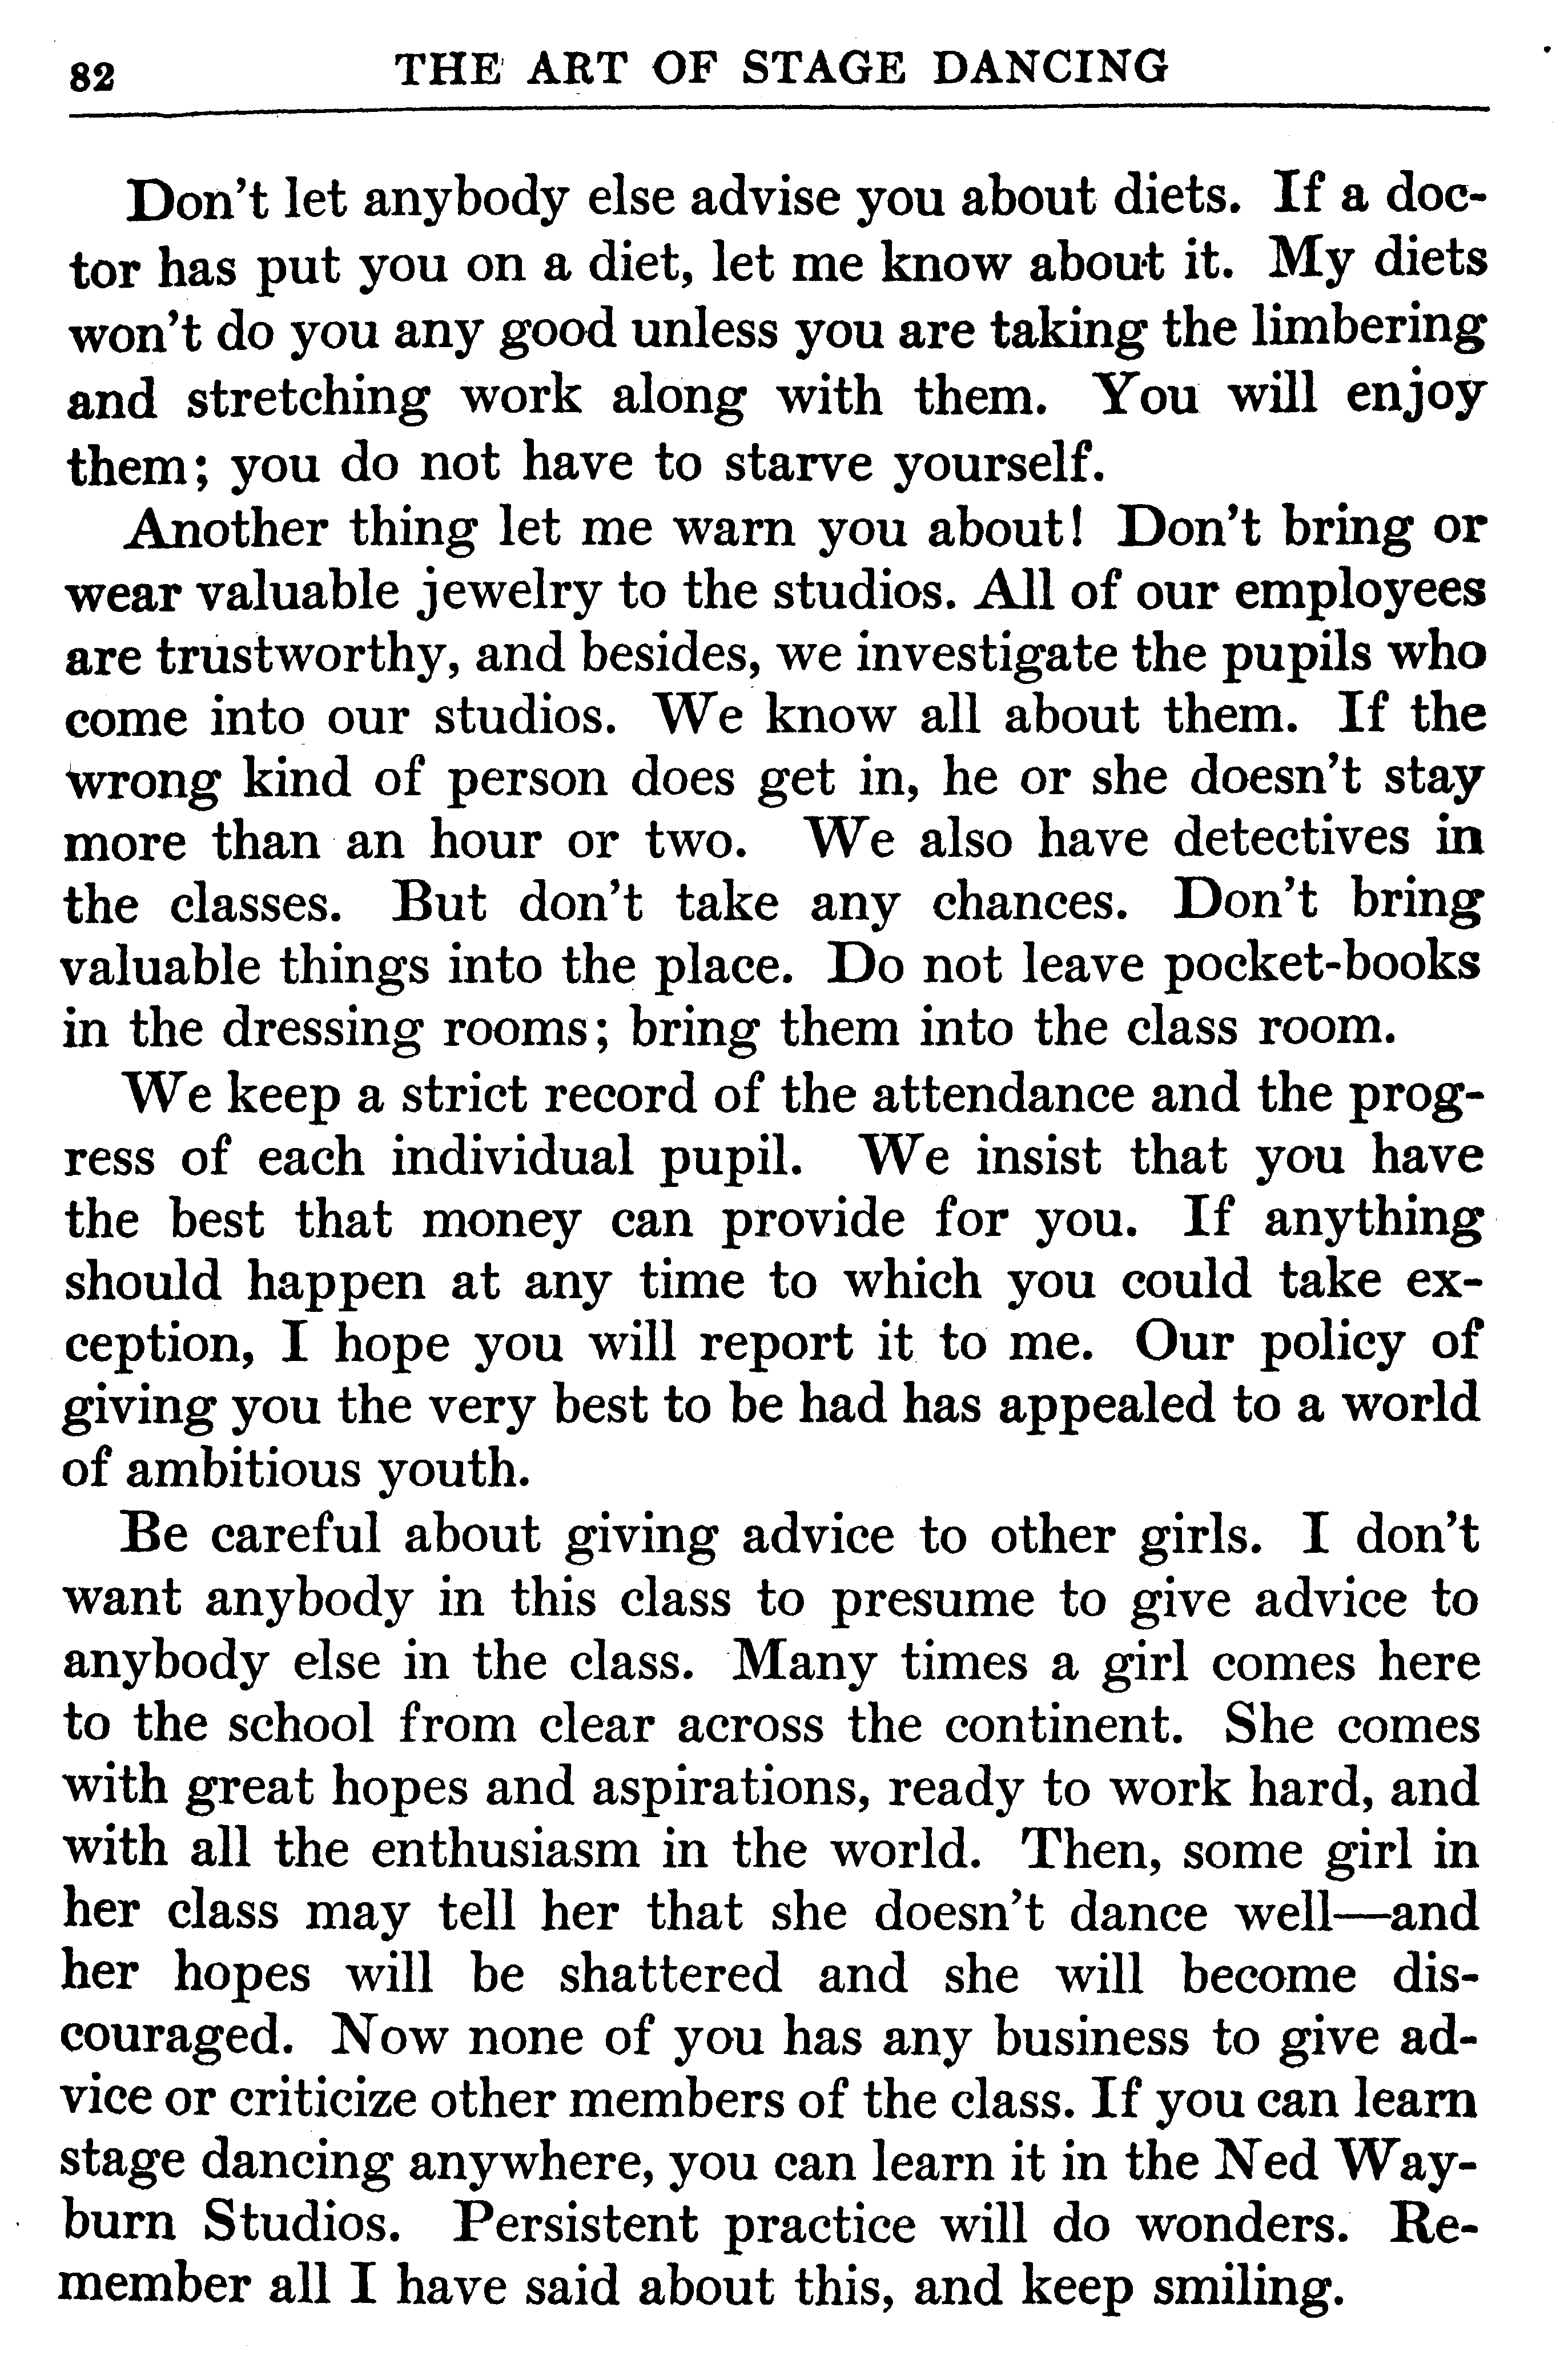 82 THE ART OF STAGE DANCING
Don't let anybody else advise you about diets. If a doc-
tor has put you on a diet, let me know about it. My diets
won't do you any good unless you are taking the limbering
and stretching work along with them. You will enjoy
them; you do not have to starve yourself.
Another thing let me warn you about! Don't bring or
wear valuable jewelry to the studios. All of our employees
are trustworthy, and besides, we investigate the pupils who
come into our studios. We know all about them. If the
wrong kind of person does get in, he or she doesn't stay
more than an hour or two. We also have detectives in
the classes. But don't take any chances. Don't bring
valuable things into the place. Do not leave pocket-books
in the dressing rooms; bring them into the class room.
We keep a strict record of the attendance and the prog-
ress of each individual pupil. We insist that you have
the best that money can provide for you. If anything
should happen at any time to which you could take ex-
ception, I hope you will report it to me. Our policy of
giving you the very best to be had has appealed to a world
of ambitious youth.
Be careful about giving advice to other girls. I don't
want anybody in this class to presume to give advice to
anybody else in the class. Many times a girl comes here
to the school from clear across the continent. She comes
with great hopes and aspirations, ready to work hard, and
with all the enthusiasm in the world. Then, some girl in
her class may tell her that she doesn't dance well—and
her hopes will be shattered and she will become dis-
couraged. Now none of you has any business to give ad-
vice or criticize other members of the class. If you can learn
stage dancing anywhere, you can learn it in the Ned Way-
burn Studios. Persistent practice will do wonders. Re-
member all I have said about this, and keep smiling.